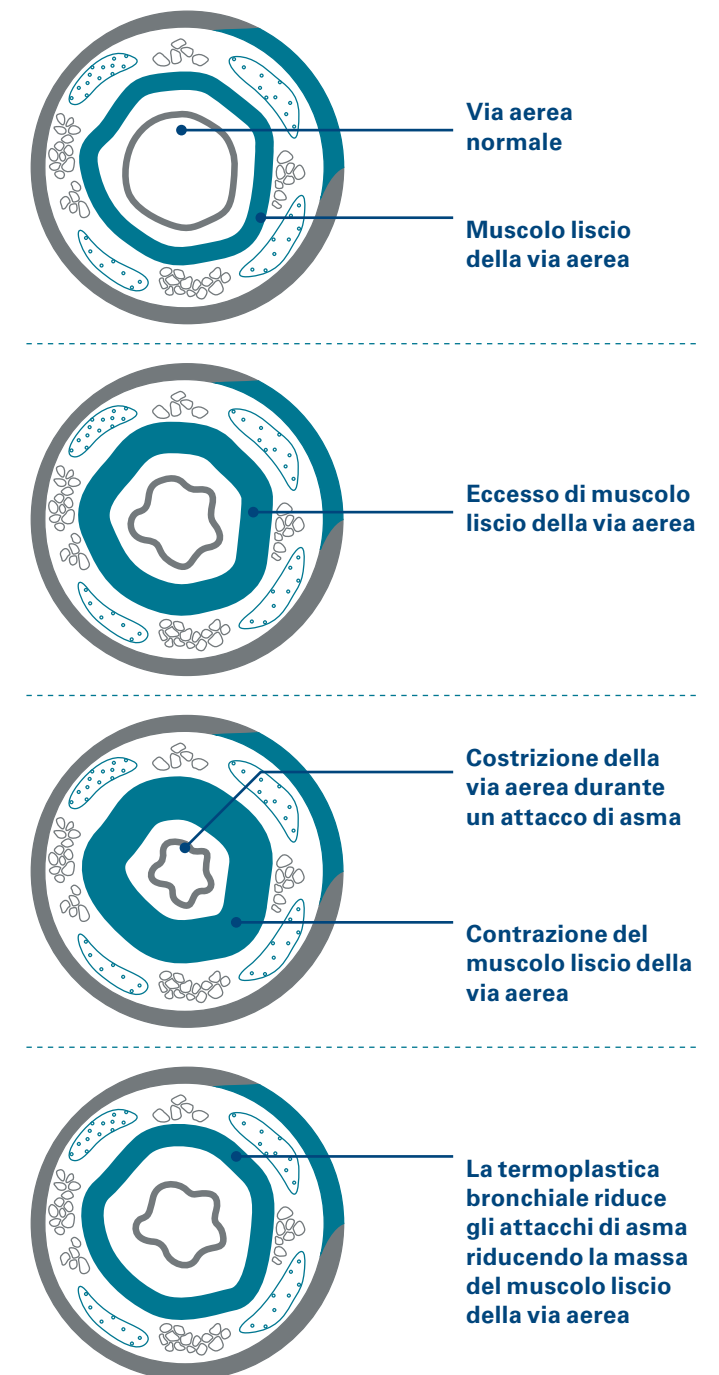 Via aerea
normale
Muscolo liscio
della via aerea
Eccesso di muscolo
liscio della via aerea
Costrizione della
via aerea durante
un attacco di asma
Contrazione del
muscolo liscio della
via aerea
La termoplastica
bronchiale riduce
gli attacchi di asma
riducendo la massa
del muscolo liscio
della via aerea